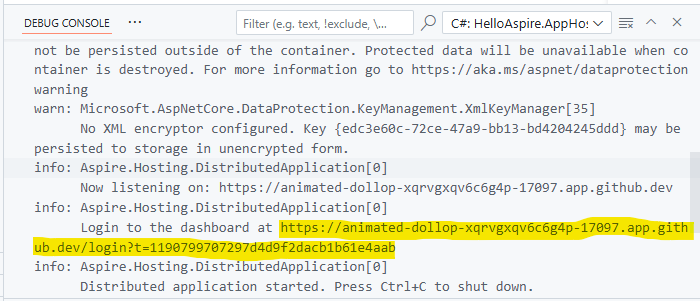 DEBUG CONSOLE
Filter (e.g. text, !exclude, \...
C#: HelloAspire.AppHos
not be persisted outside of the container. Protected data will be unavailable when co
ntainer is destroyed. For more information go to https://aka.ms/aspnet/dataprotection
warning
warn: Microsoft.AspNetCore.DataProtection.KeyManagement.XmlKeyManager[35]
No XML encryptor configured. Key {edc3e60c-72ce-47a9-bb13-bd4204245ddd} may be
persisted to storage in unencrypted form.
info: Aspire.Hosting.DistributedApplication[0]
Now listening on: https://animated-dollop-xqrvgxqv6c6g4p-17097.app.github.dev
info: Aspire.Hosting.DistributedApplication[0]
Login to the dashboard at https://animated-dollop-xqrvgxqv6c6g4p-17097.app.gith
ub.dev/login?t=1190799707297d4d9f2dacb1b61e4aab
info: Aspire.Hosting.DistributedApplication[0]
Distributed application started. Press Ctrl+C to shut down.